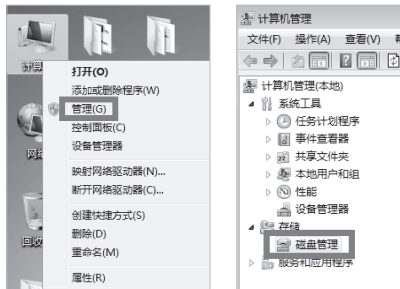 计算
网络
回收
打开(O)
添加或删除程序(W)
管理(G)
控制面板(C)
设备管理器
映射网络驱动器(N)...
断开网络驱动器(C)...
创建快捷方式(S)
删除(D)
重命名(M)
属性(R)
计算机管理
文件(F) 操作(A) 查看(V)
计算机管理(本地)
系统工具
任务计划程序
事件查看器
共享文件夹
本地用户和组
性能
设备管理器
存储
磁盘管理
服务和应用程序